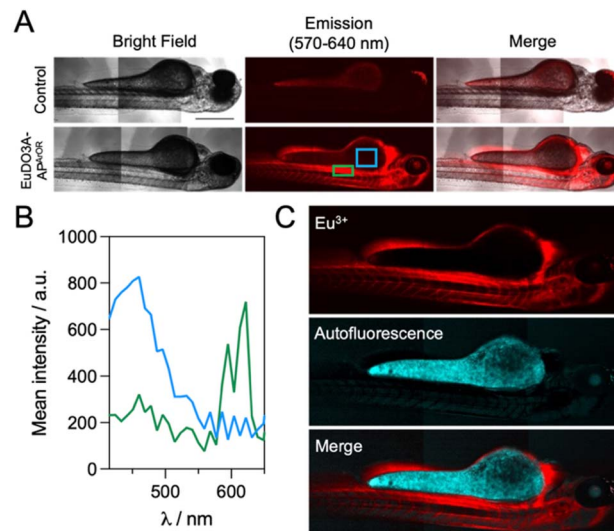 A
Bright Field
Emission
(570-640 nm)
Merge
Control
EuDO3A-
APArOR
B
1000
800
600
400
200
0
Mean intensity / a.u.
500
600
λ / nm
C
Eu³⁺
Autofluorescence
Merge